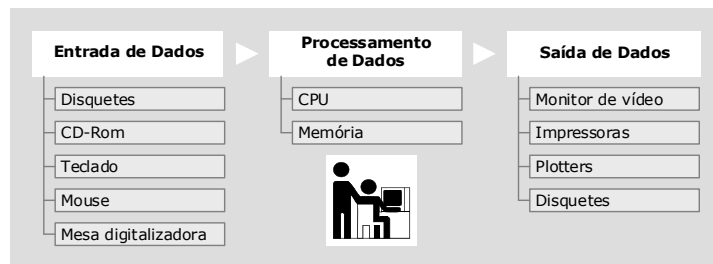 Entrada de Dados
Disquetes
CD-Rom
Teclado
Mouse
Mesa digitalizadora
Processamento
de Dados
CPU
Memória
Saída de Dados
Monitor de vídeo
Impressoras
Plotters
Disquetes